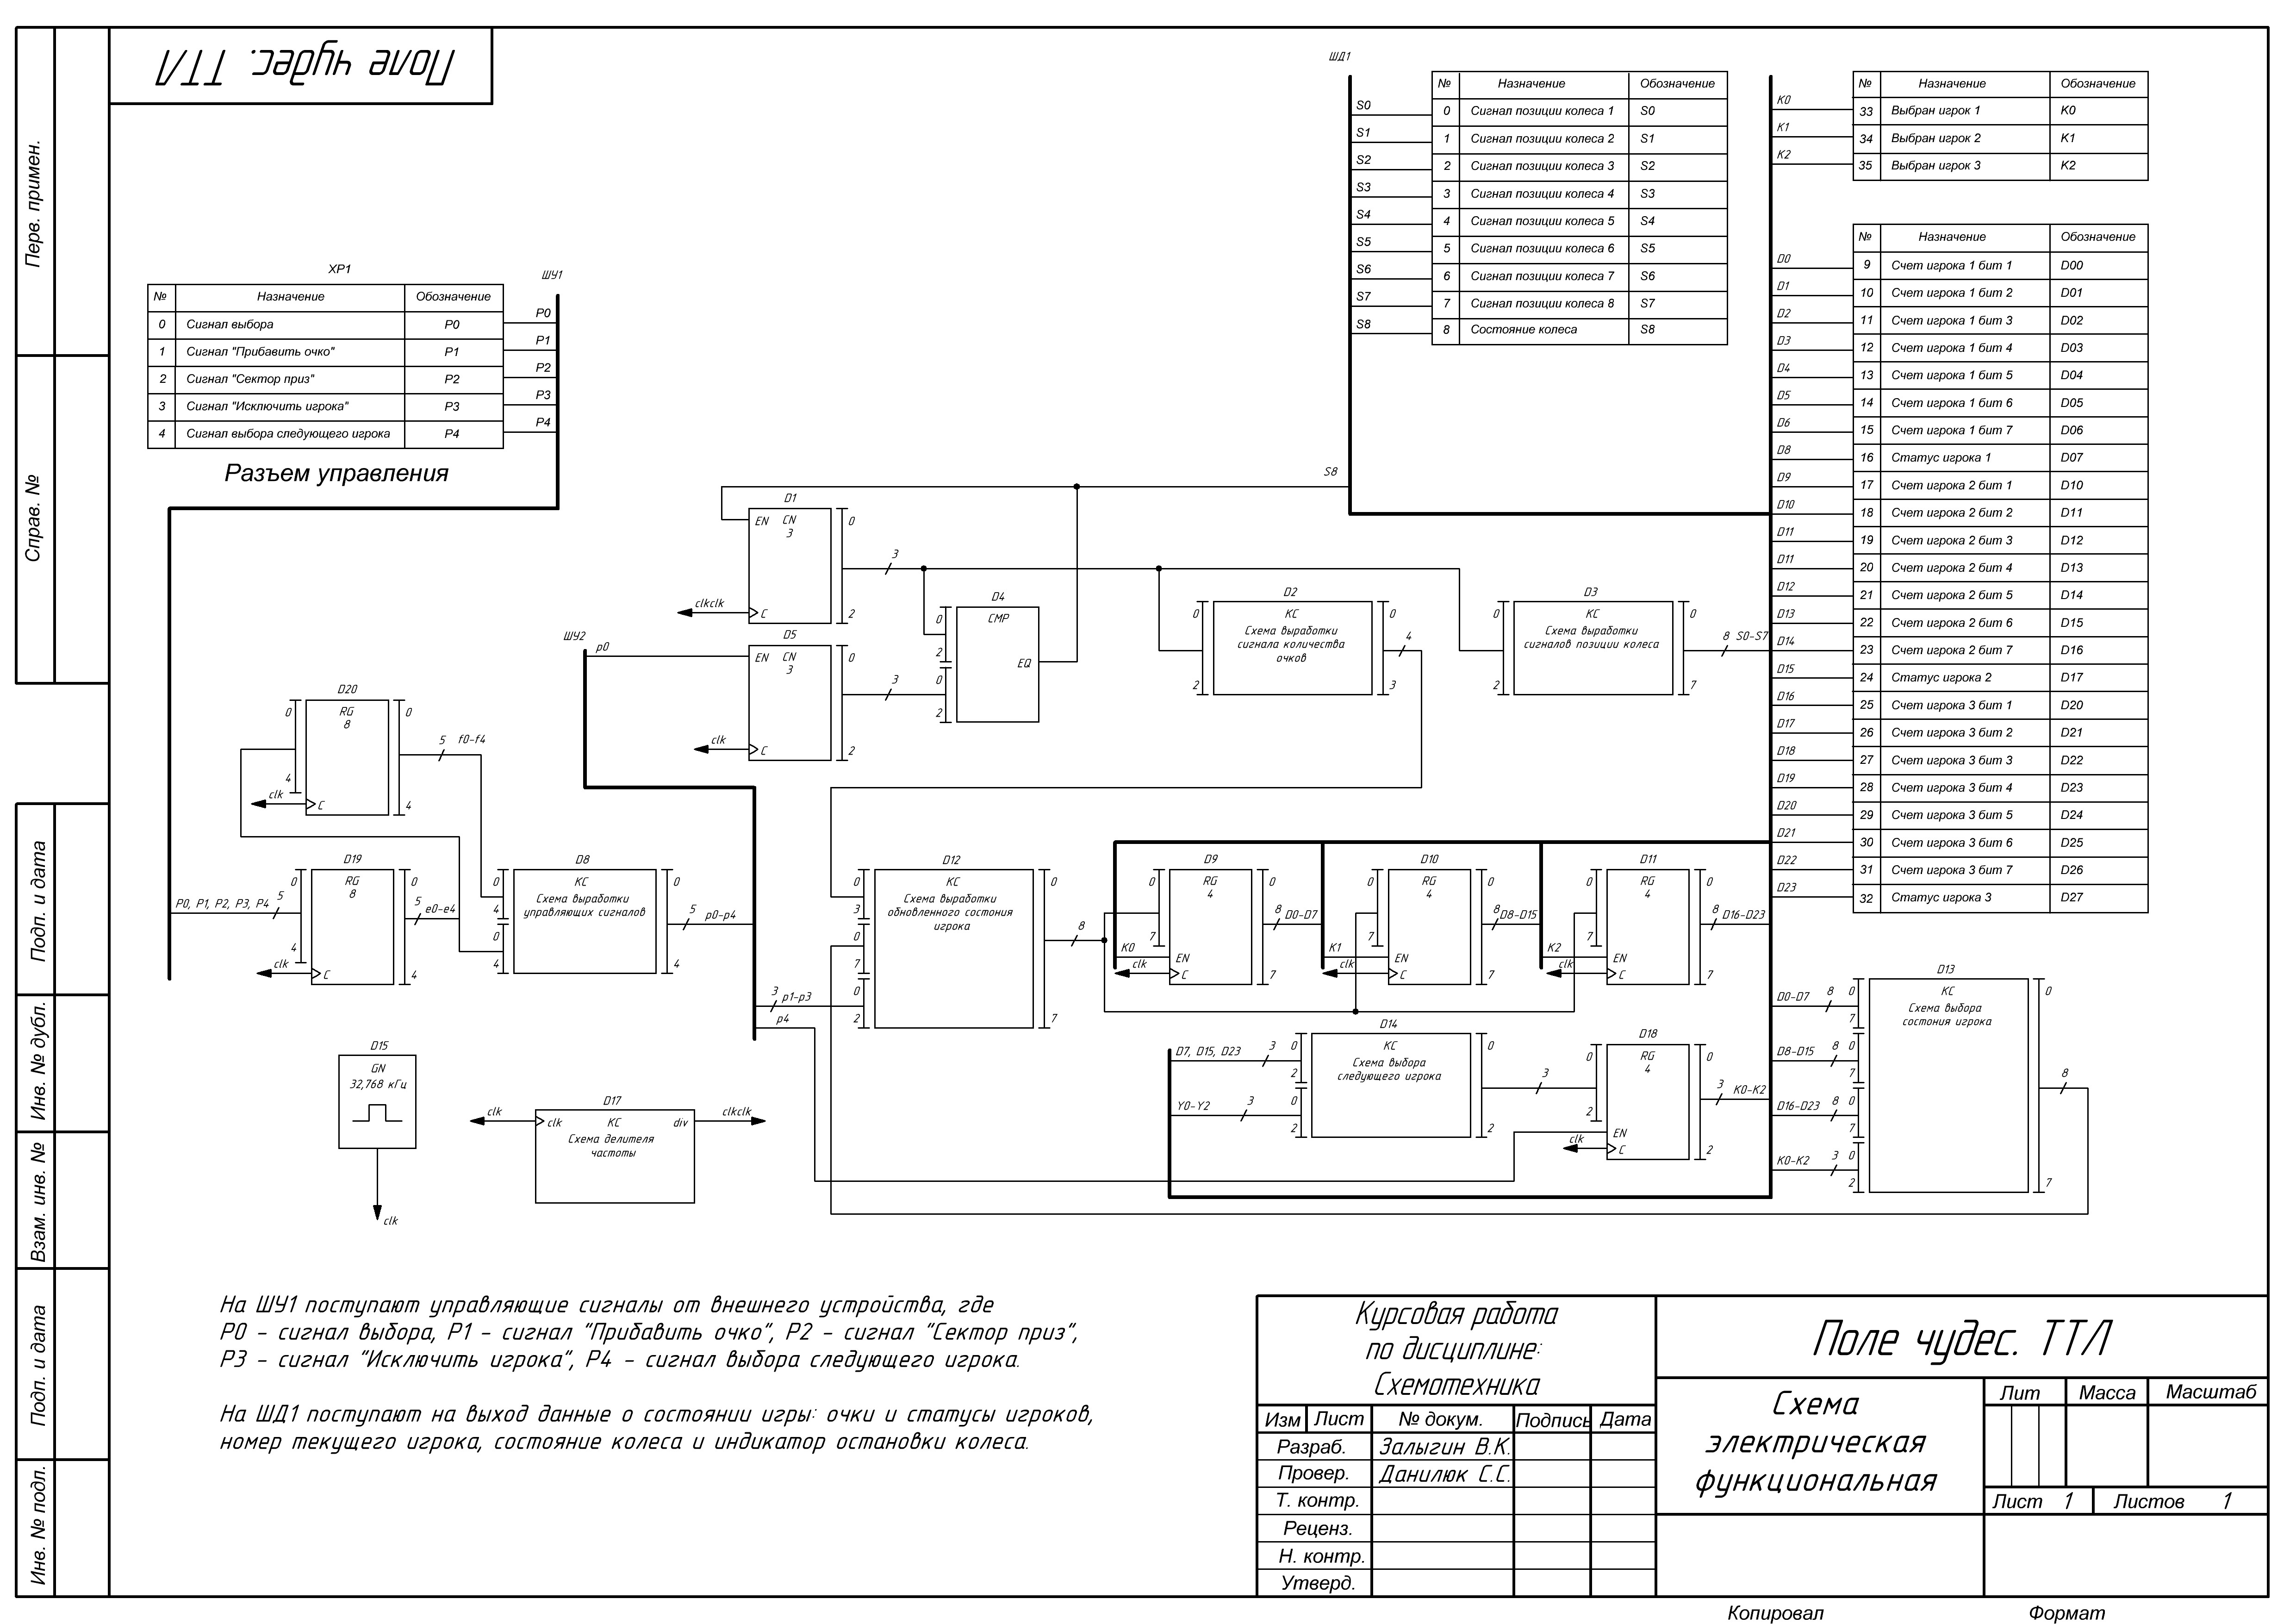 Поле чудес. ТТЛ
Перв. примен.
Справ. №
Подп. и дата
Инв. № дубл.
Взам. инв. №
Подп. и дата
Инв. № подл.
XP1
№ Назначение Обозначение
0 Сигнал выбора P0
1 Сигнал "Прибавить очко" P1
2 Сигнал "Сектор приз" P2
3 Сигнал "Исключить игрока" P3
4 Сигнал выбора следующего игрока P4
Разъем управления
ШУ1
P0
P1
P2
P3
P4
ШД1
S0
S1
S2
S3
S4
S5
S6
S7
S8
№ Назначение Обозначение
0 Сигнал позиции колеса 1 S0
1 Сигнал позиции колеса 2 S1
2 Сигнал позиции колеса 3 S2
3 Сигнал позиции колеса 4 S3
4 Сигнал позиции колеса 5 S4
5 Сигнал позиции колеса 6 S5
6 Сигнал позиции колеса 7 S6
7 Сигнал позиции колеса 8 S7
8 Состояние колеса S8
K0
K1
K2
№ Назначение Обозначение
33 Выбран игрок 1 K0
34 Выбран игрок 2 K1
35 Выбран игрок 3 K2
D0
D1
D2
D3
D4
D5
D6
D8
D9
D10
D11
D11
D12
D13
D14
D15
D16
D17
D18
D19
D20
D21
D22
D23
№ Назначение Обозначение
9 Счет игрока 1 бит 1 D00
10 Счет игрока 1 бит 2 D01
11 Счет игрока 1 бит 3 D02
12 Счет игрока 1 бит 4 D03
13 Счет игрока 1 бит 5 D04
14 Счет игрока 1 бит 6 D05
15 Счет игрока 1 бит 7 D06
16 Статус игрока 1 D07
17 Счет игрока 2 бит 1 D10
18 Счет игрока 2 бит 2 D11
19 Счет игрока 2 бит 3 D12
20 Счет игрока 2 бит 4 D13
21 Счет игрока 2 бит 5 D14
22 Счет игрока 2 бит 6 D15
23 Счет игрока 2 бит 7 D16
24 Статус игрока 2 D17
25 Счет игрока 3 бит 1 D20
26 Счет игрока 3 бит 2 D21
27 Счет игрока 3 бит 3 D22
28 Счет игрока 3 бит 4 D23
29 Счет игрока 3 бит 5 D24
30 Счет игрока 3 бит 6 D25
31 Счет игрока 3 бит 7 D26
32 Статус игрока 3 D27
S8
D1
EN CN 0
3
3
clkclk C 2
D5
ШУ2 p0
EN CN 0
3
3
clk C 2
D4
0 CMP
2
0 EQ
2
D2
0 КС 0
Схема выработки
сигнала количества
очков
4
2 3
D3
0 КС 0
Схема выработки
сигналов позиции колеса
8 S0-S7
2 7
D20
0 RG 0
8
5 f0-f4
4
clk C 4
D19
0 RG 0
8
P0, P1, P2, P3, P4 5
5 e0-e4
4
clk C 4
D8
0 КС 0
Схема выработки
управляющих сигналов
4
0
5 p0-p4
4 4
D12
0 КС 0
Схема выработки
обновленного состония
игрока
3
0
8
7
0
3 p1-p3
2 7
p4
D9
0 RG 0
4
8 D0-D7
7
K0 EN
clk C 7
D10
0 RG 0
4
8 D8-D15
7
K1 EN
clk C 7
D11
0 RG 0
4
8 D16-D23
7
K2 EN
clk C 7
D13
0 КС 0
Схема выбора
состония игрока
D0-D7 8
7
D8-D15 8 0
7
D16-D23 8 0
7
K0-K2 3 0
2 7
8
D14
0 КС 0
Схема выбора
следующего игрока
D7, D15, D23 3
2
Y0-Y2 3 0
2 2
3
D18
0 RG 0
4
3 K0-K2
2
EN
clk C 2
D15
GN
32,768 кГц
clk
D17
clk clk КС div clkclk
Схема делителя
частоты
На ШУ1 поступают управляющие сигналы от внешнего устройства, где
P0 - сигнал выбора, P1 - сигнал "Прибавить очко", P2 - сигнал "Сектор приз",
P3 - сигнал "Исключить игрока", P4 - сигнал выбора следующего игрока.
На ШД1 поступают на выход данные о состоянии игры: очки и статусы игроков,
номер текущего игрока, состояние колеса и индикатор остановки колеса.
Курсовая работа
по дисциплине:
Схемотехника
Поле чудес. ТТЛ
Изм Лист № докум. Подпись Дата
Разраб. Залыгин В.К.
Провер. Данилюк С.С.
Т. контр.
Реценз.
Н. контр.
Утверд.
Схема
электрическая
функциональная
Лит Масса Масштаб
Лист 1 Листов 1
Копировал Формат